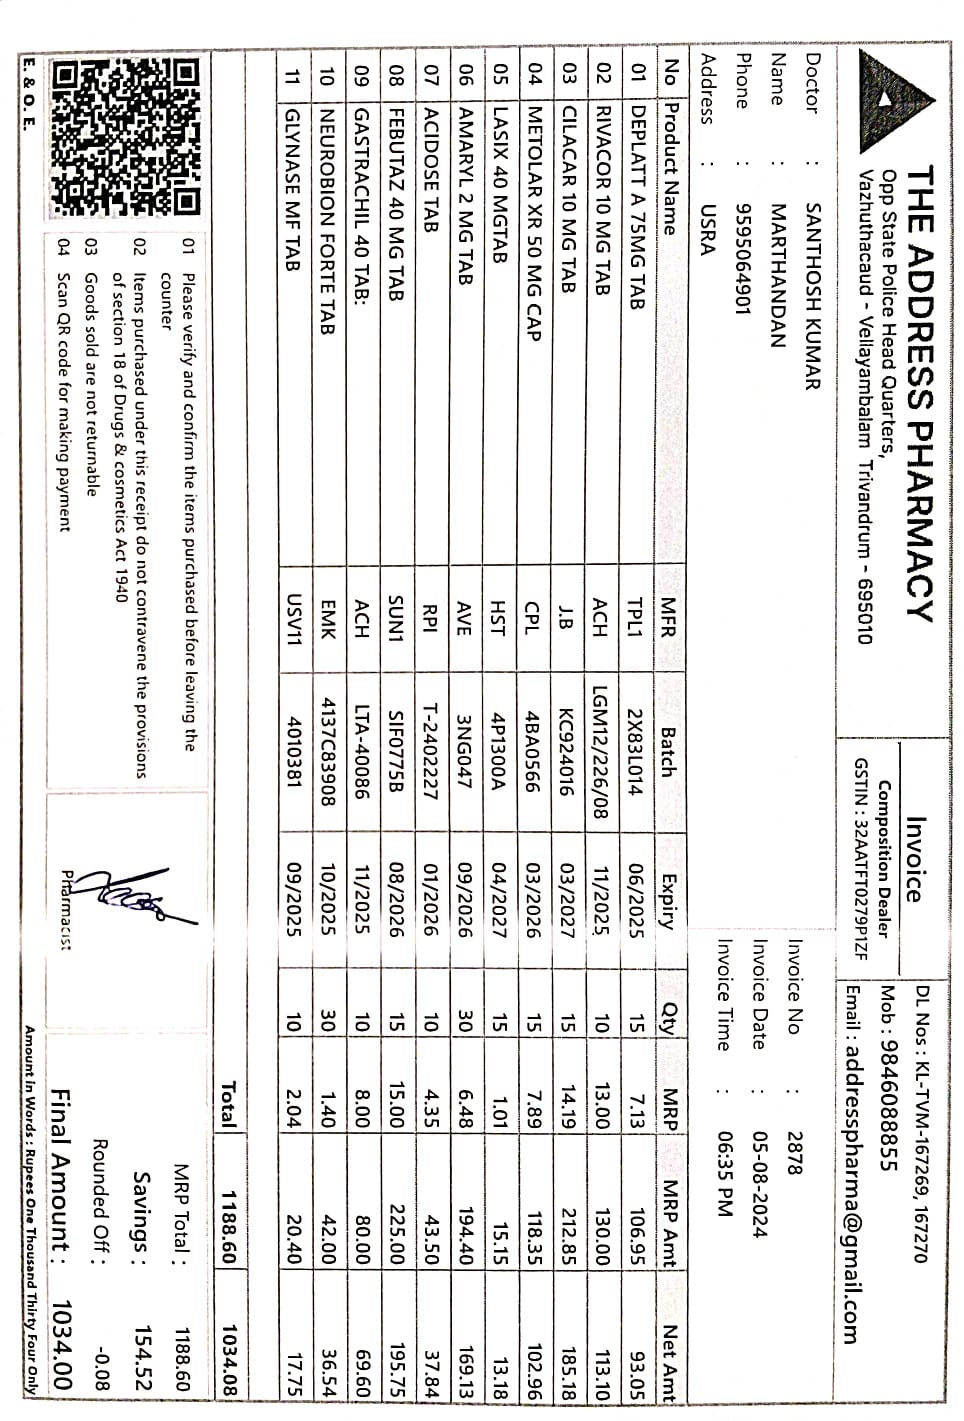 THE ADDRESS PHARMACY
Opp State Police Head Quarters,
Vazhuthacaud - Vellayambalam Trivandrum - 695010
Invoice
Composition Dealer
GSTIN : 32AATFT0279P1ZF
DL Nos : KL-TVM-167269, 167270
Mob : 9846088855
Email : addresspharma@gmail.com
Doctor : SANTHOSH KUMAR
Name : MARTHANDAN
Phone : 9595064901
Address : USRA
Invoice No : 2878
Invoice Date : 05-08-2024
Invoice Time : 06:35 PM
No Product Name MFR Batch Expiry Qty MRP MRP Amt Net Amt
01 DEPLATT A 75MG TAB TPL1 2X83L014 06/2025 15 7.13 106.95 93.05
02 RIVACOR 10 MG TAB ACH LGM12/226/08 11/2025 10 13.00 130.00 113.10
03 CILACAR 10 MG TAB J.B KC924016 03/2027 15 14.19 212.85 185.18
04 METOLAR XR 50 MG CAP CPL 4BA0566 03/2026 15 7.89 118.35 102.96
05 LASIX 40 MGTAB HST 4P1300A 04/2027 15 1.01 15.15 13.18
06 AMARYL 2 MG TAB AVE 3NG047 09/2026 30 6.48 194.40 169.13
07 ACIDOSE TAB RPI T-2402227 01/2026 10 4.35 43.50 37.84
08 FEBUTAZ 40 MG TAB SUN1 SIF0775B 08/2026 15 15.00 225.00 195.75
09 GASTRACHIL 40 TAB: ACH LTA-40086 11/2025 10 8.00 80.00 69.60
10 NEUROBION FORTE TAB EMK 4137C83908 10/2025 30 1.40 42.00 36.54
11 GLYNASE MF TAB USV11 4010381 09/2025 10 2.04 20.40 17.75
Total 1188.60 1034.08
01 Please verify and confirm the items purchased before leaving the
counter
02 Items purchased under this receipt do not contravene the provisions
of section 18 of Drugs & cosmetics Act 1940
03 Goods sold are not returnable
04 Scan QR code for making payment
Pharmacist
MRP Total : 1188.60
Savings : 154.52
Rounded Off : -0.08
Final Amount : 1034.00
E. & O. E.
Amount in Words : Rupees One Thousand Thirty Four Only